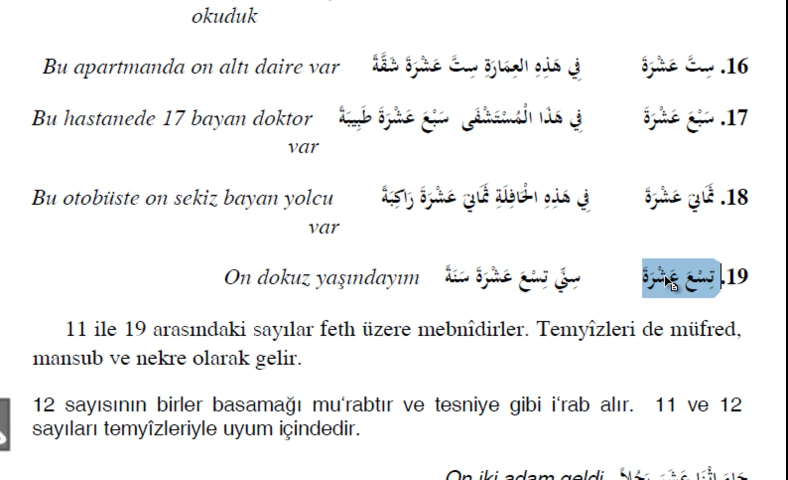 okuduk
16. سِتَّ عَشْرَةَ فِي هَذِهِ العِمَارَةِ سِتَّ عَشْرَةَ شَقَّةً Bu apartmanda on altı daire var
17. سَبْعَ عَشْرَةَ فِي هَذَا الْمُسْتَشْفَى سَبْعَ عَشْرَةَ طَبِيبَةً Bu hastanede 17 bayan doktor
var
18. ثَمَانِيَ عَشْرَةَ فِي هَذِهِ الْحَافِلَةِ ثَمَانِيَ عَشْرَةَ رَاكِبَةً Bu otobüste on sekiz bayan yolcu
var
19. تِسْعَ عَشْرَةَ سِنِّي تِسْعَ عَشْرَةَ سَنَةً On dokuz yaşındayım
11 ile 19 arasındaki sayılar feth üzere mebnîdirler. Temyîzleri de müfred,
mansub ve nekre olarak gelir.
12 sayısının birler basamağı mu‘rabtır ve tesniye gibi i‘rab alır. 11 ve 12
sayıları temyîzleriyle uyum içindedir.
On iki adam geldi